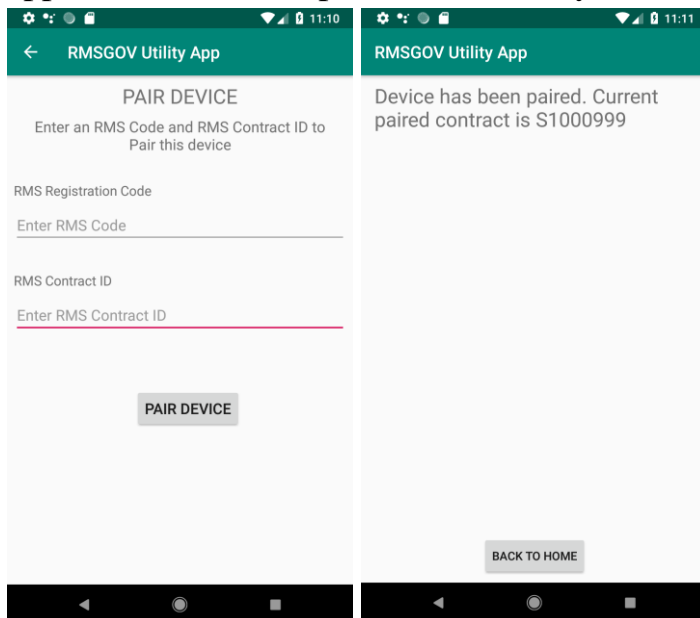 11:10
RMSGOV Utility App
PAIR DEVICE
Enter an RMS Code and RMS Contract ID to
Pair this device
RMS Registration Code
Enter RMS Code
RMS Contract ID
Enter RMS Contract ID
PAIR DEVICE
11:11
RMSGOV Utility App
Device has been paired. Current
paired contract is S1000999
BACK TO HOME